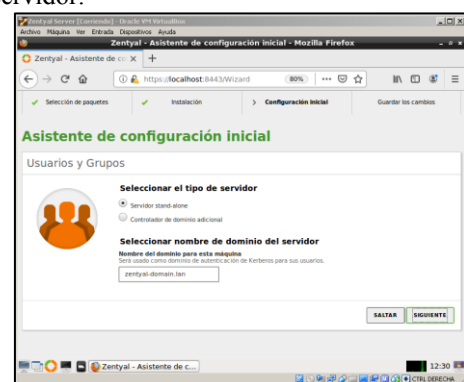 servidor.
Zentyal Server [Corriendo] - Oracle VM VirtualBox
Archivo Máquina Ver Entrada Dispositivos Ayuda
Zentyal - Asistente de configuración inicial - Mozilla Firefox
Zentyal - Asistente de co
https://localhost:8443/Wizard
80%
Selección de paquetes
Instalación
Configuración inicial
Guardar los cambios
Asistente de configuración inicial
Usuarios y Grupos
Seleccionar el tipo de servidor
Servidor stand-alone
Controlador de dominio adicional
Seleccionar nombre de dominio del servidor
Nombre del dominio para esta máquina
Será usado como dominio de autenticación de Kerberos para sus usuarios.
zentyal-domain.lan
SALTAR SIGUIENTE
Zentyal - Asistente de c...
12:30
CTRL DERECHA